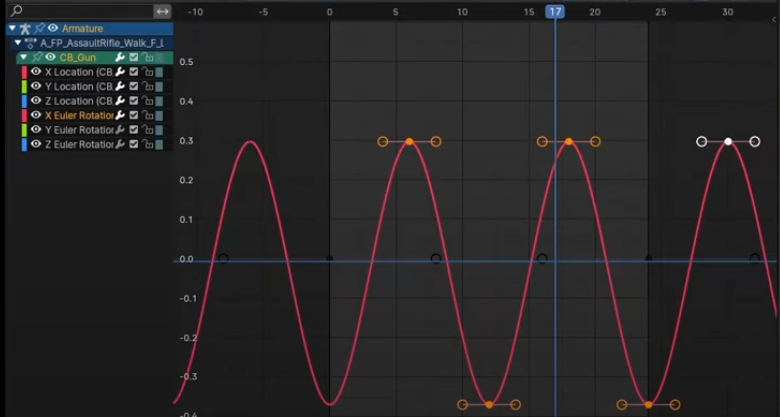 -10 -5 0 5 10 17 20 25 30
Armature
A_FP_AssaultRifle_Walk_F_L
CB_Gun
X Location (CB
Y Location (CB
Z Location (CB
X Euler Rotation
Y Euler Rotation
Z Euler Rotation
0.5
0.4
0.3
0.2
0.1
0.0
-0.1
-0.2
-0.3
-0.4